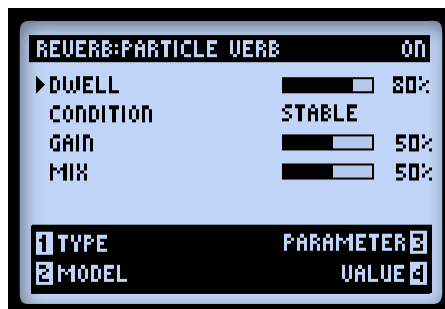 REVERB:PARTICLE VERB on
DWELL 80%
CONDITION STABLE
GAIN 50%
MIX 50%
1 TYPE PARAMETER 3
2 MODEL VALUE 4